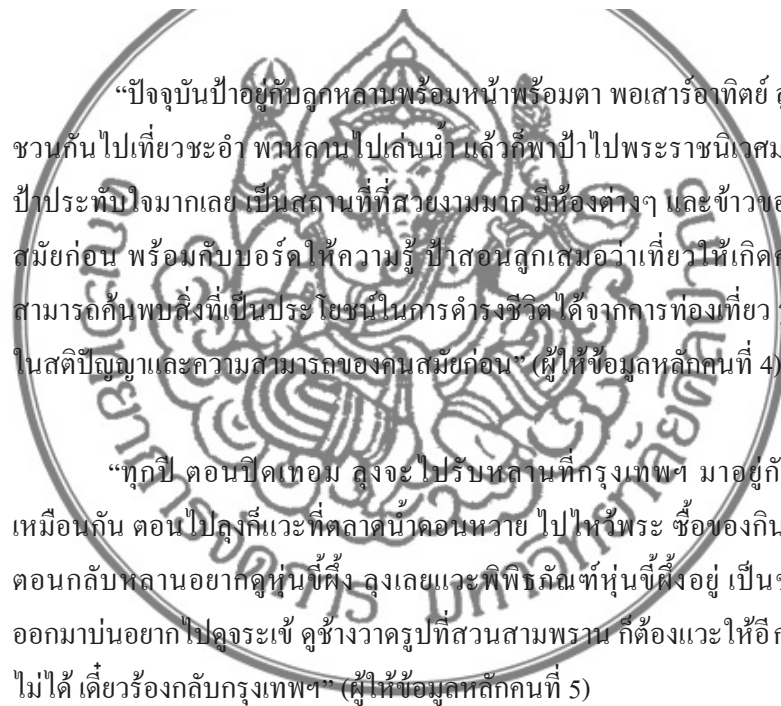 “ปัจจุบันป้าอยู่กับลูกหลานพร้อมหน้าพร้อมตา พอเสาร์อาทิตย์
ชวนกันไปเที่ยวชะอำ พาหลานไปเล่นน้ำ แล้วก็พาป้าไปพระราชนิเวศม
ป้าประทับใจมากเลย เป็นสถานที่ที่สวยงามมาก มีห้องต่างๆ และข้าวขอ
สมัยก่อน พร้อมกับบอร์ดให้ความรู้ ป้าสอนลูกเสมอว่าเที่ยวให้เกิด
สามารถค้นพบสิ่งที่เป็นประโยชน์ในการดำรงชีวิตได้จากการท่องเที่ยว
ในสติปัญญาและความสามารถของคนสมัยก่อน” (ผู้ให้ข้อมูลหลักคนที่ 4)
“ทุกปี ตอนปิดเทอม ลุงจะไปรับหลานที่กรุงเทพฯ มาอยู่กั
เหมือนกัน ตอนไปลุงก็แวะที่ตลาดน้ำดอนหวาย ไปไหว้พระ ซื้อของกิน
ตอนกลับหลานอยากดูหุ่นขี้ผึ้ง ลุงเลยแวะพิพิธภัณฑ์หุ่นขี้ผึ้งอยู่ เป็น
ออกมาบ่นอยากไปดูจระเข้ ดูช้างวาดรูปที่สวนสามพราน ก็ต้องแวะให้อีก
ไม่ได้ เดี๋ยวร้องกลับกรุงเทพฯ” (ผู้ให้ข้อมูลหลักคนที่ 5)
มหาวิทยาลัยศิลปากร